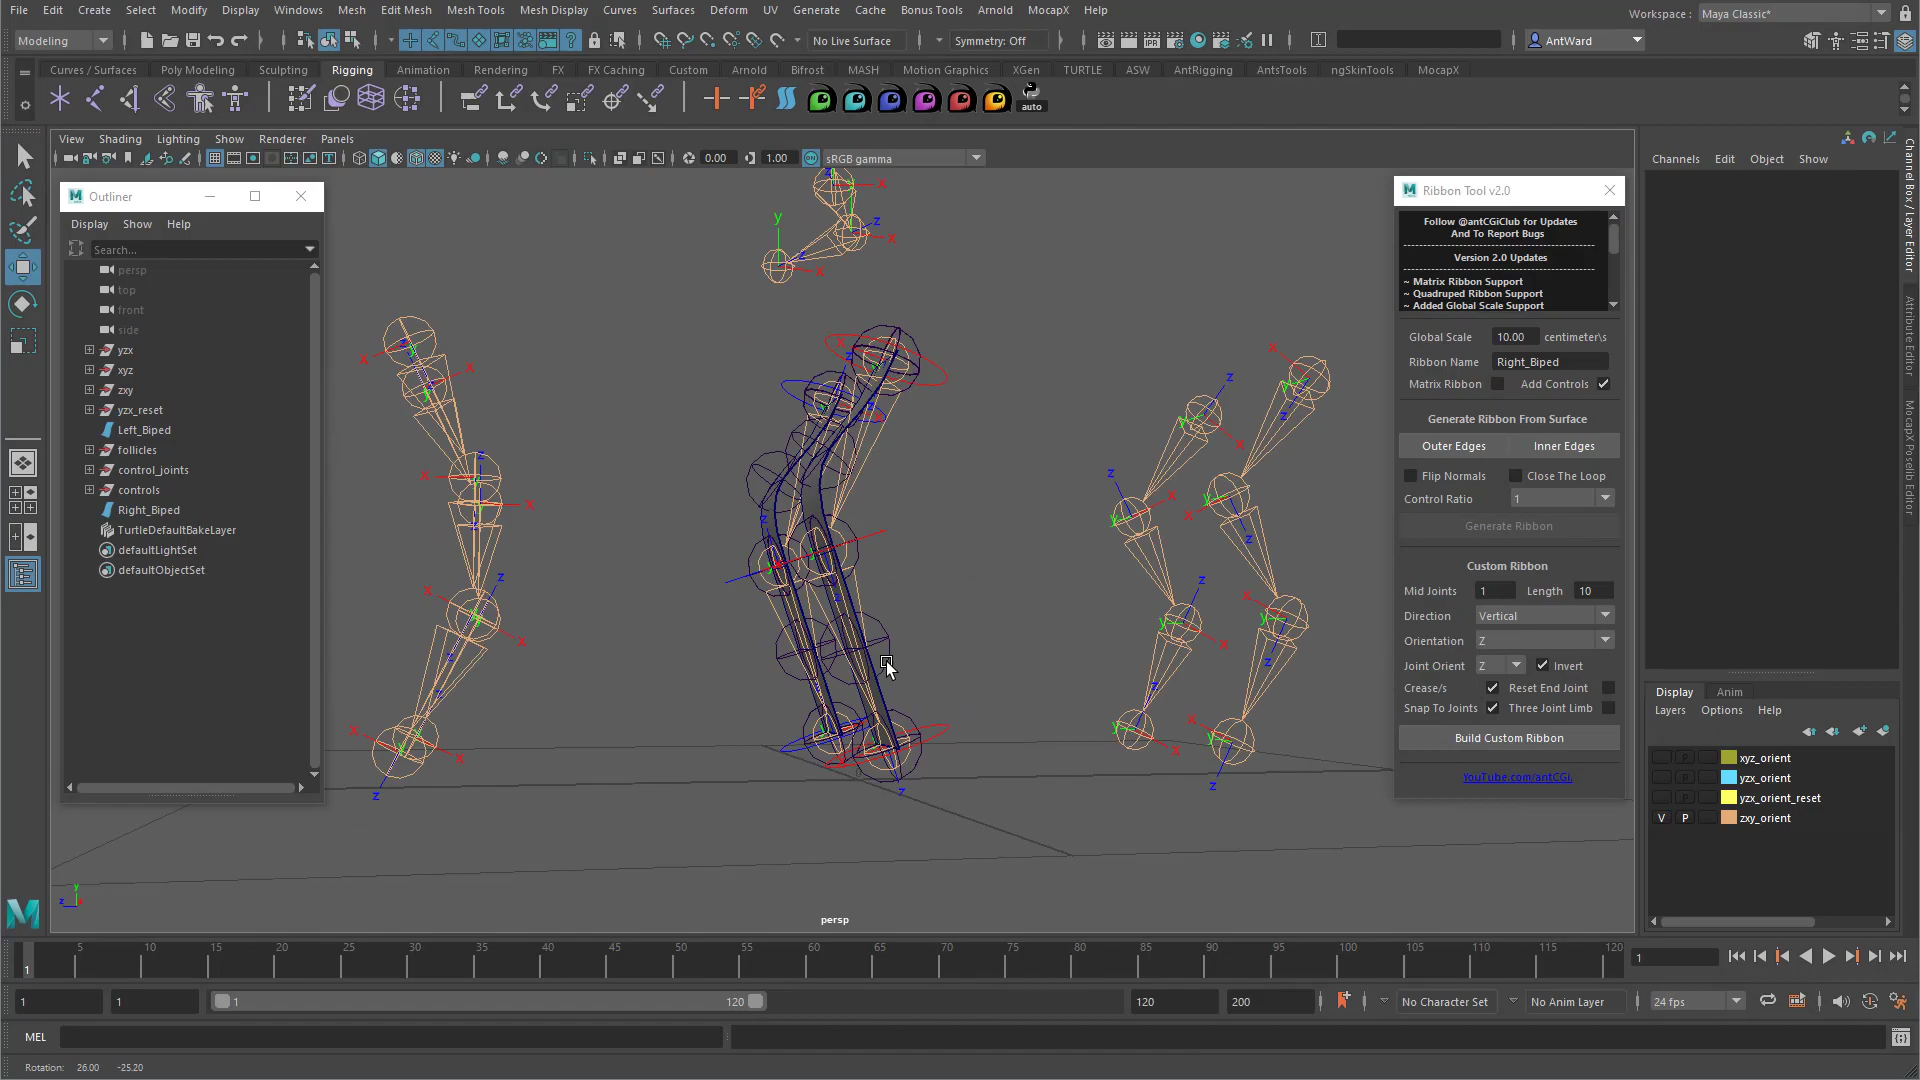 File Edit Create Select Modify Display Windows Mesh Edit Mesh Mesh Tools Mesh Display Curves Surfaces Deform UV Generate Cache Bonus Tools Arnold MocapX Help
Workspace : Maya Classic*
Modeling
No Live Surface
Symmetry: Off
AntWard
Curves / Surfaces Poly Modeling Sculpting Rigging Animation Rendering FX FX Caching Custom Arnold Bifrost MASH Motion Graphics XGen TURTLE ASW AntRigging AntsTools ngSkinTools MocapX
auto
View Shading Lighting Show Renderer Panels
0.00 1.00 sRGB gamma
Outliner
Display Show Help
Search...
persp
top
front
side
yzx
xyz
zxy
yzx_reset
Left_Biped
follicles
control_joints
controls
Right_Biped
TurtleDefaultBakeLayer
defaultLightSet
defaultObjectSet
persp
Ribbon Tool v2.0
Follow @antCGiClub for Updates
And To Report Bugs
Version 2.0 Updates
~ Matrix Ribbon Support
~ Quadruped Ribbon Support
~ Added Global Scale Support
Global Scale 10.00 centimeter\s
Ribbon Name Right_Biped
Matrix Ribbon Add Controls
Generate Ribbon From Surface
Outer Edges Inner Edges
Flip Normals Close The Loop
Control Ratio 1
Generate Ribbon
Custom Ribbon
Mid Joints 1 Length 10
Direction Vertical
Orientation Z
Joint Orient Z Invert
Crease/s Reset End Joint
Snap To Joints Three Joint Limb
Build Custom Ribbon
YouTube.com/antCGi.
Channels Edit Object Show
Channel Box / Layer Editor
Attribute Editor
MocapX Pose Library
Display Anim
Layers Options Help
xyz_orient
yzx_orient
yzx_orient_reset
V P zxy_orient
5 10 15 20 25 30 35 40 45 50 55 60 65 70 75 80 85 90 95 100 105 110 115 120
1
1
1 1 1 120 120 200 No Character Set No Anim Layer 24 fps
MEL
Rotation: 26.00 -25.20